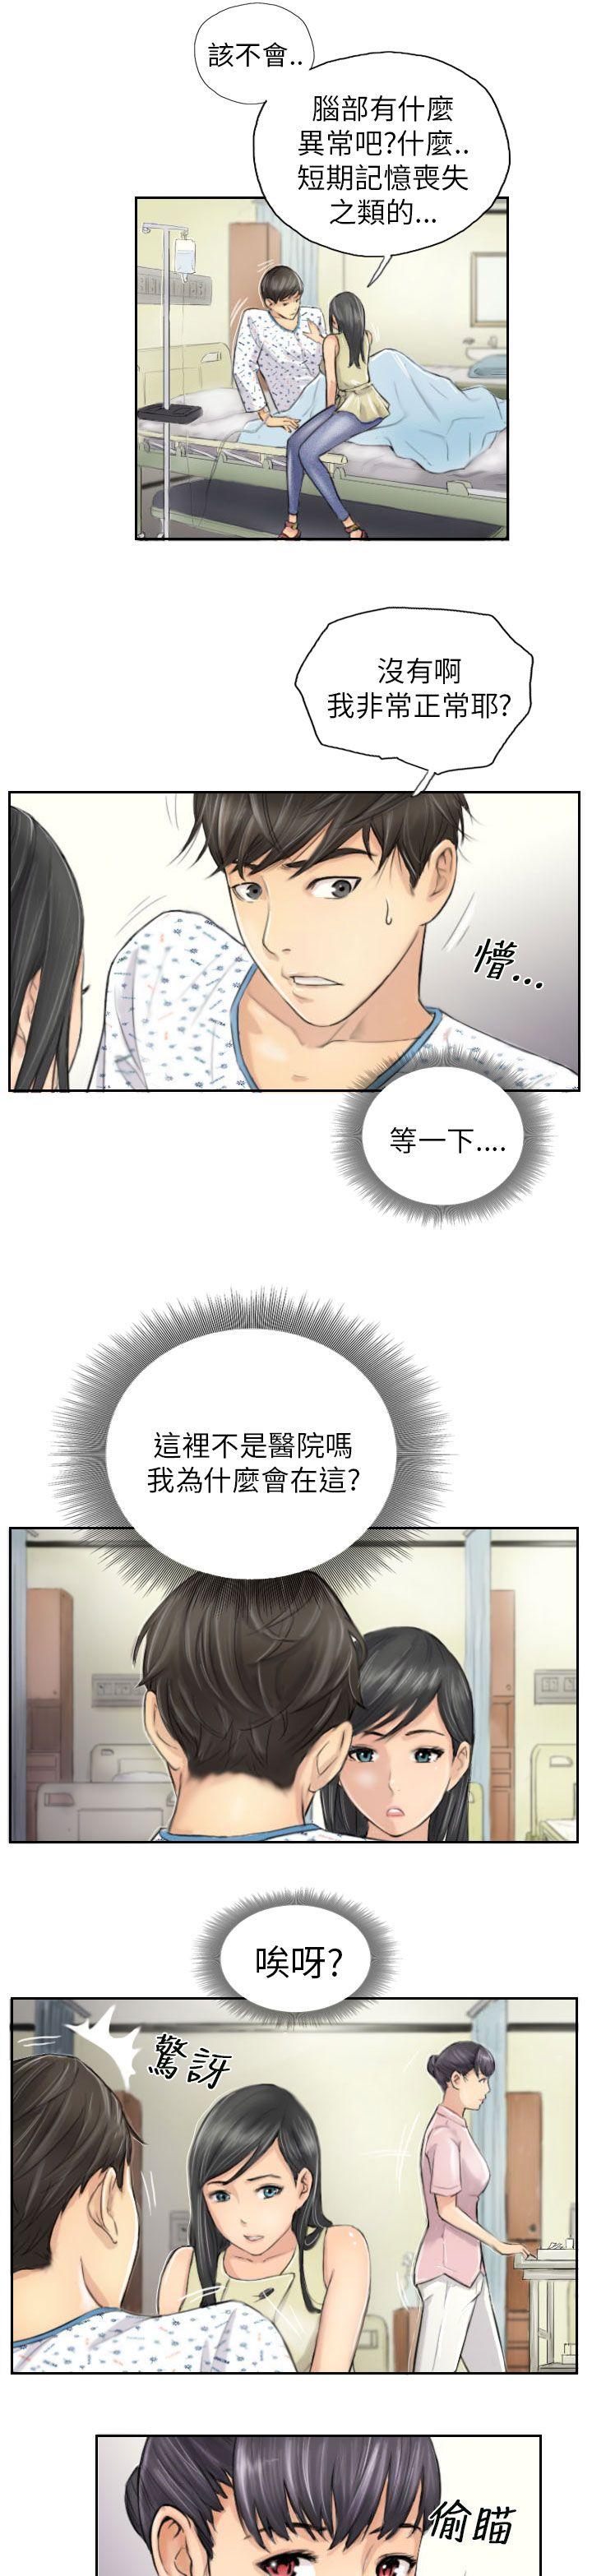 該不會..
腦部有什麼
異常吧?什麼..
短期記憶喪失
之類的...
沒有啊
我非常正常耶?
懵...
等一下....
這裡不是醫院嗎
我為什麼會在這?
唉呀?
驚訝
偷瞄